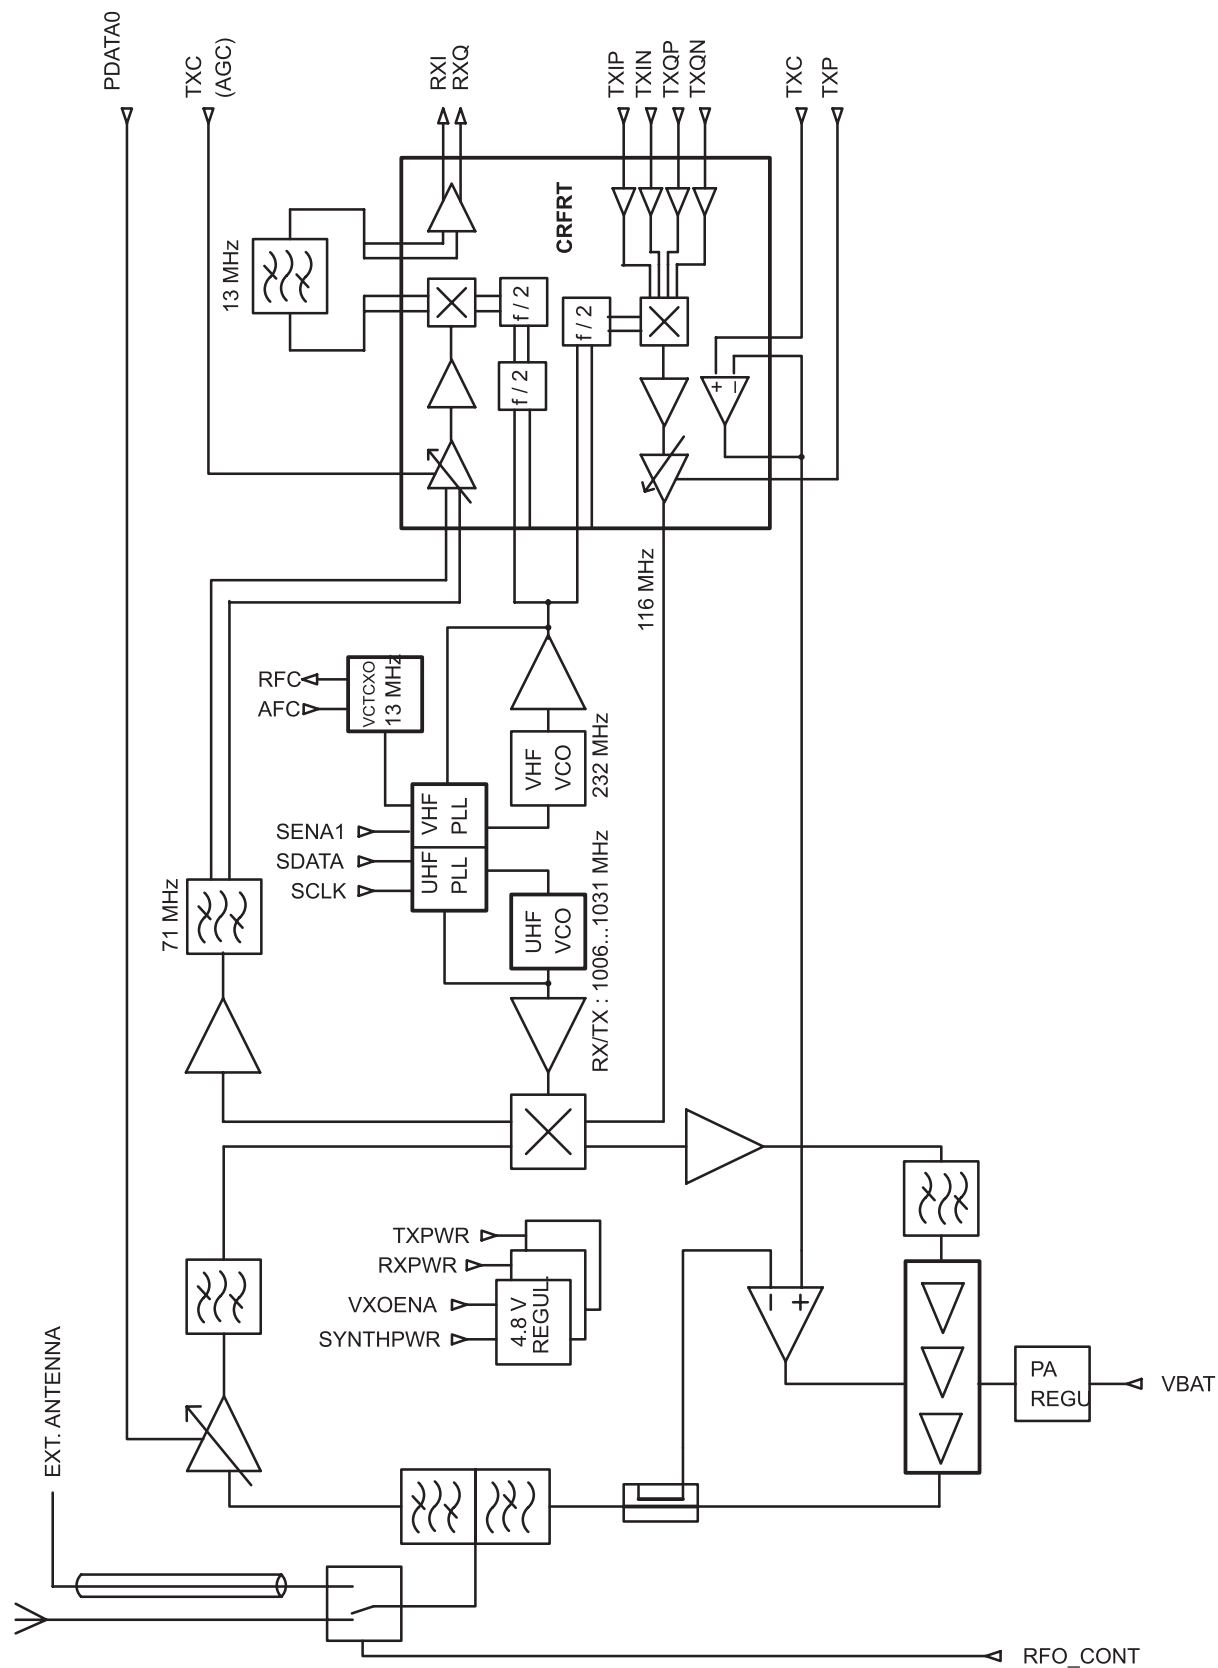 PDATA0
TXC
(AGC)
RXI
RXQ
TXIP
TXIN
TXQP
TXQN
TXC
TXP
13 MHz
CRFRT
f / 2
f / 2
f / 2
+
–
116 MHz
RFC
AFC
VCTCXO
13 MHz
VHF
VCO
232 MHz
SENA1
SDATA
SCLK
VHF
PLL
UHF
PLL
71 MHz
UHF
VCO
RX/TX : 1006...1031 MHz
TXPWR
RXPWR
VXOENA
SYNTHPWR
4.8 V
REGUL
–
+
PA
REGU
VBAT
EXT. ANTENNA
RFO_CONT